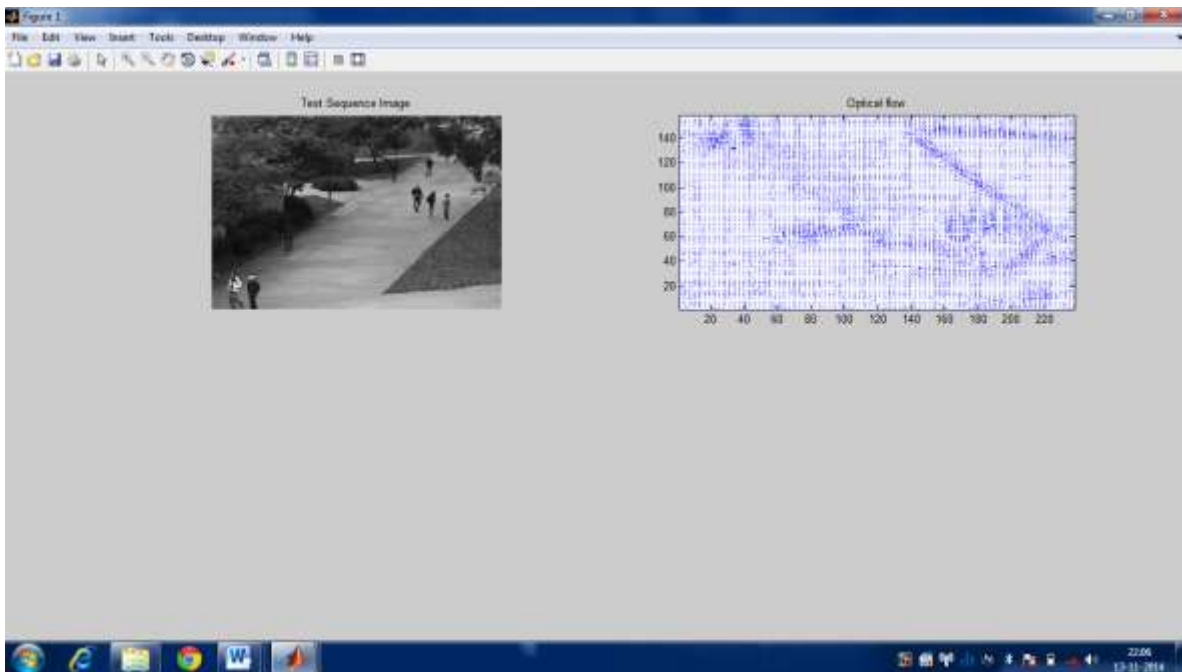 Figure 1
File Edit View Insert Tools Desktop Window Help
Test Sequence Image
Optical flow
140
120
100
80
60
40
20
20 40 60 80 100 120 140 160 180 200 220
W
22:06
13-11-2014